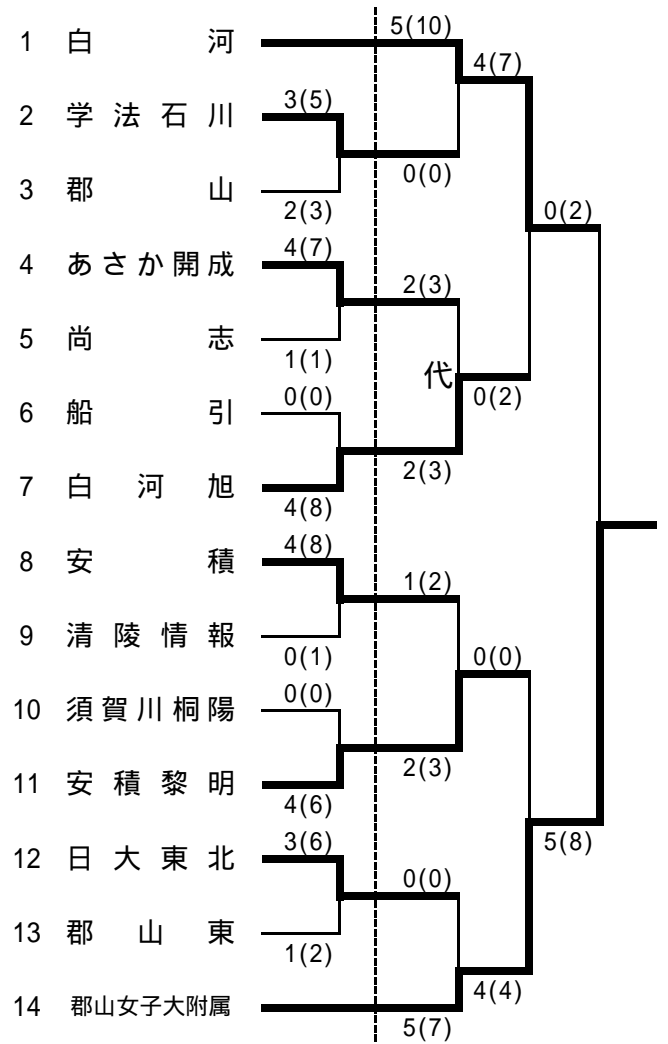 5(10)
1 白河
4(7)
3(5)
2 学法石川
0(0)
3 郡山
2(3)
0(2)
4(7)
4 あさか開成
2(3)
5 尚志
1(1)
代
0(2)
0(0)
6 船引
2(3)
7 白河旭
4(8)
4(8)
8 安積
1(2)
9 清陵情報
0(1)
0(0)
0(0)
10 須賀川桐陽
2(3)
11 安積黎明
4(6)
3(6)
5(8)
12 日大東北
0(0)
13 郡山東
1(2)
4(4)
14 郡山女子大附属
5(7)